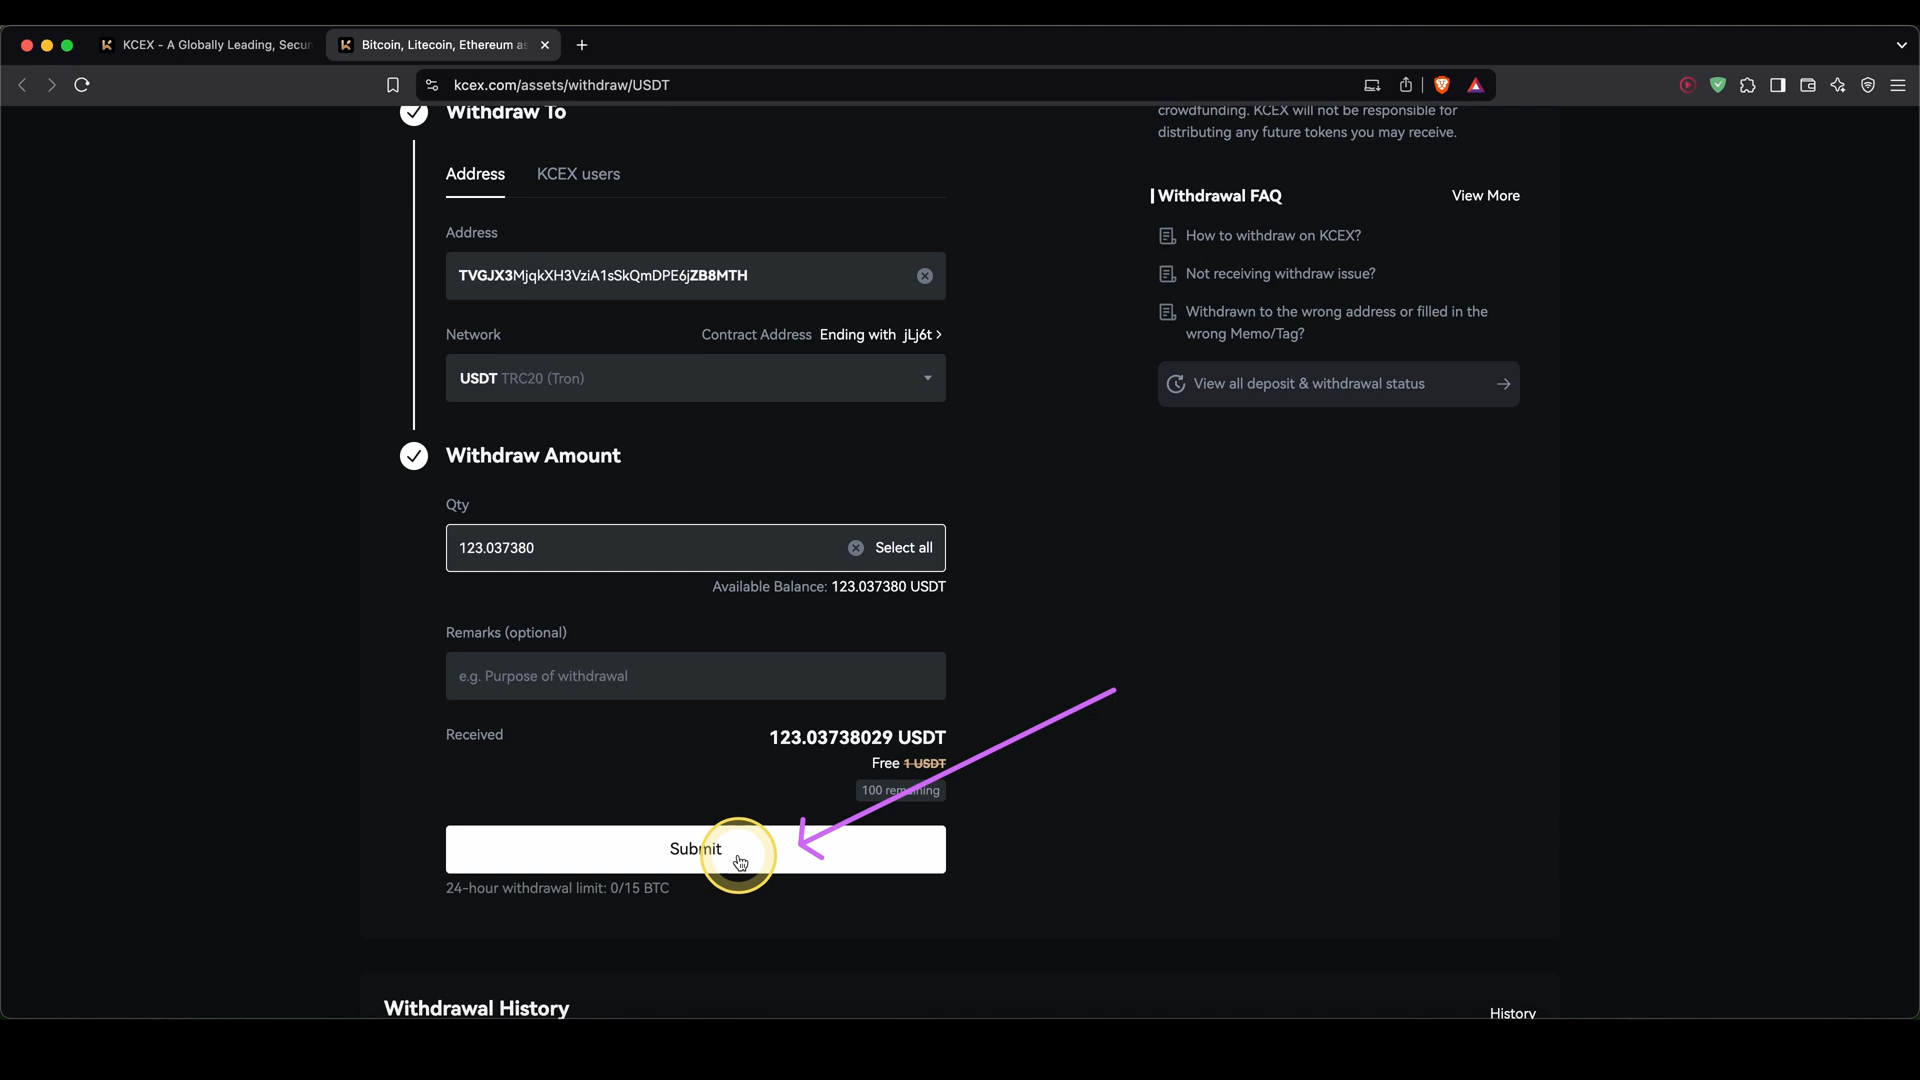 KCEX - A Globally Leading, Secur
Bitcoin, Litecoin, Ethereum as
kcex.com/assets/withdraw/USDT
Withdraw To
Address KCEX users
Address
TVGJX3MjqkXH3VziA1sSkQmDPE6jZB8MTH
Network Contract Address Ending with jLj6t >
USDT TRC20 (Tron)
Withdraw Amount
Qty
123.037380 Select all
Available Balance: 123.037380 USDT
Remarks (optional)
e.g. Purpose of withdrawal
Received 123.03738029 USDT
Free 1 USDT
100 remaining
Submit
24-hour withdrawal limit: 0/15 BTC
crowdfunding. KCEX will not be responsible for
distributing any future tokens you may receive.
Withdrawal FAQ View More
How to withdraw on KCEX?
Not receiving withdraw issue?
Withdrawn to the wrong address or filled in the
wrong Memo/Tag?
View all deposit & withdrawal status
Withdrawal History History